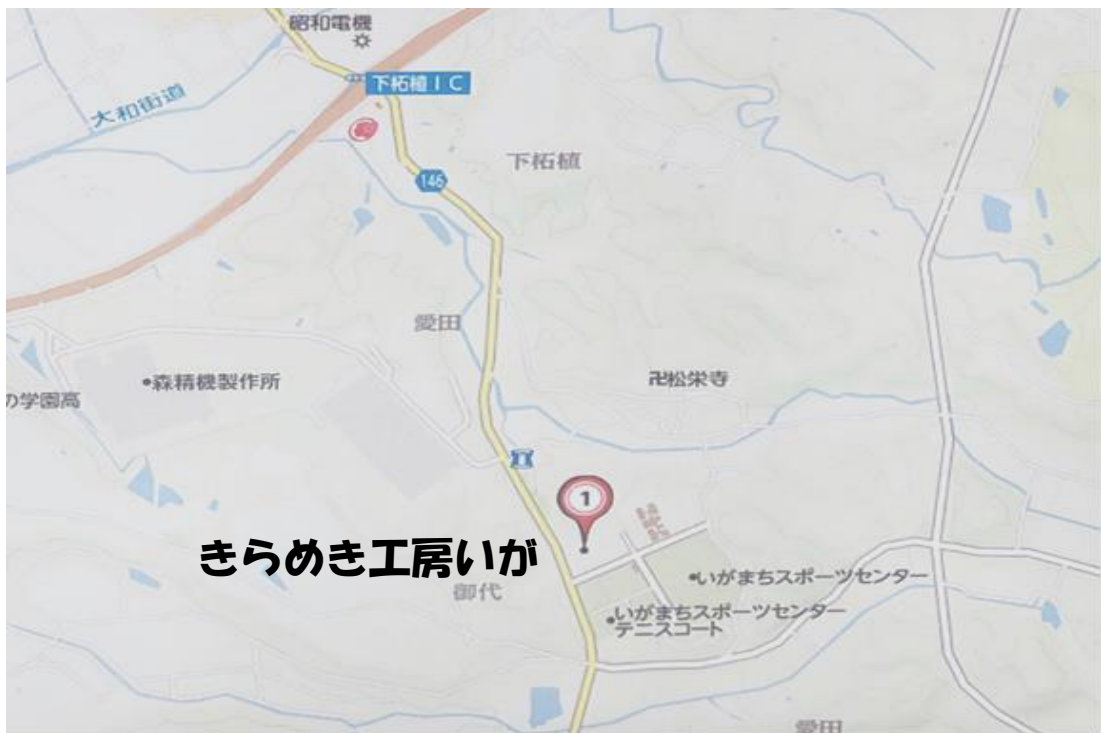 昭和電機
下柘植IC
大和街道
下柘植
146
愛田
森精機製作所
卍松栄寺
の学園高
1
きらめき工房いが
御代
いがまちスポーツセンター
いがまちスポーツセンター
テニスコート
愛田